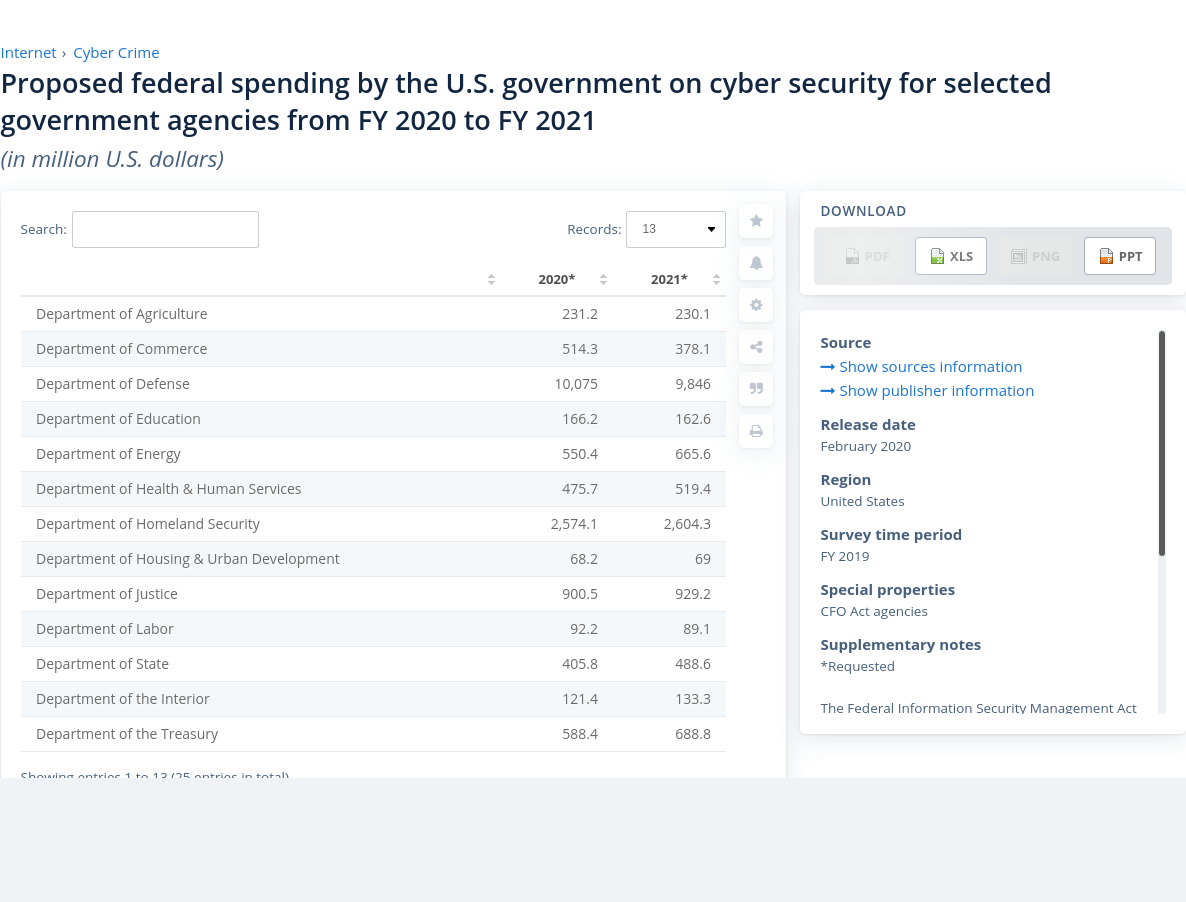 Internet › Cyber Crime
Proposed federal spending by the U.S. government on cyber security for selected
government agencies from FY 2020 to FY 2021
(in million U.S. dollars)
Search:
Records: 13
2020* 2021*
Department of Agriculture 231.2 230.1
Department of Commerce 514.3 378.1
Department of Defense 10,075 9,846
Department of Education 166.2 162.6
Department of Energy 550.4 665.6
Department of Health & Human Services 475.7 519.4
Department of Homeland Security 2,574.1 2,604.3
Department of Housing & Urban Development 68.2 69
Department of Justice 900.5 929.2
Department of Labor 92.2 89.1
Department of State 405.8 488.6
Department of the Interior 121.4 133.3
Department of the Treasury 588.4 688.8
Showing entries 1 to 13 (25 entries in total)
DOWNLOAD
PDF XLS PNG PPT
Source
Show sources information
Show publisher information
Release date
February 2020
Region
United States
Survey time period
FY 2019
Special properties
CFO Act agencies
Supplementary notes
*Requested
The Federal Information Security Management Act